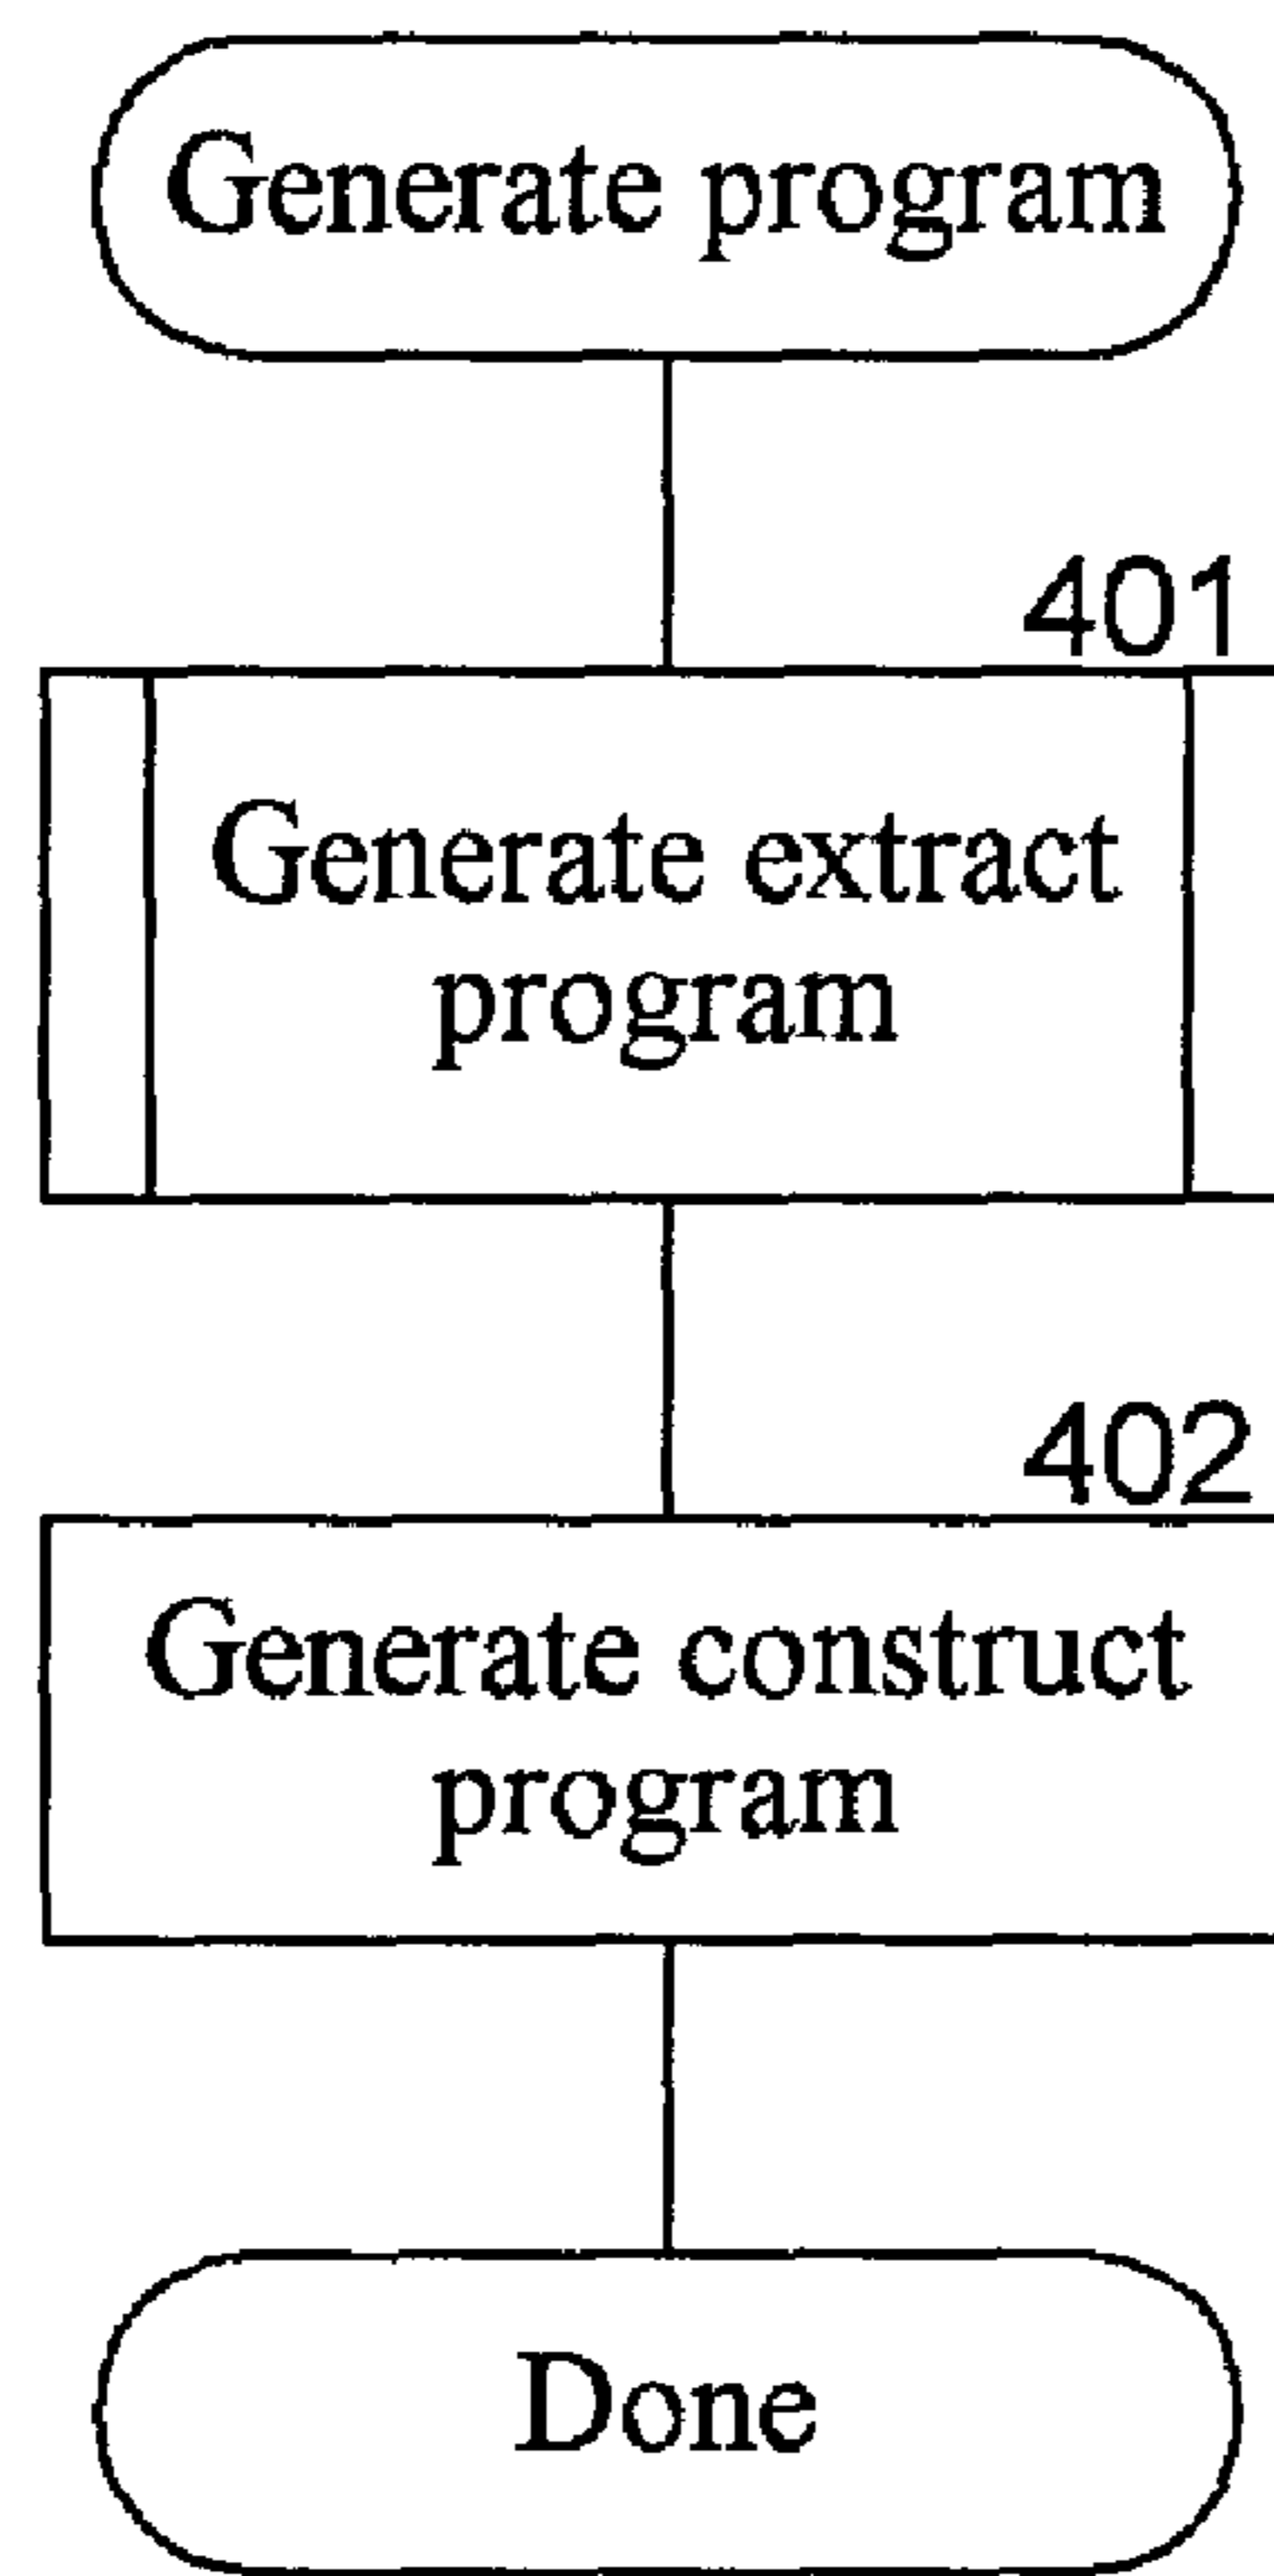 Generate program
401
Generate extract
program
402
Generate construct
program
Done